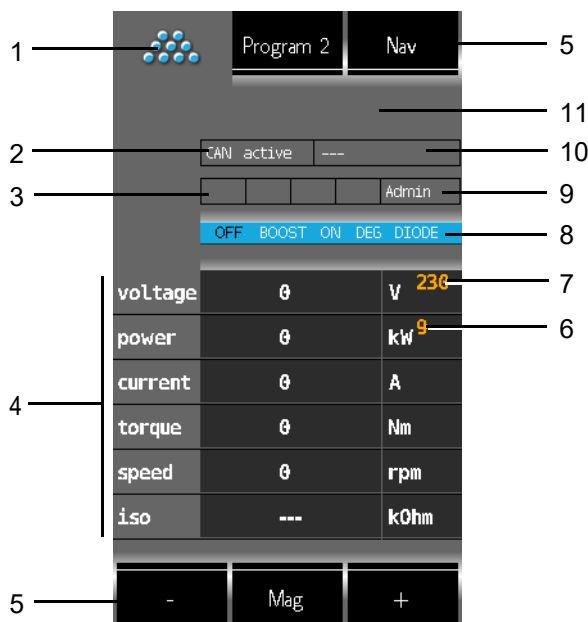 1 Program 2 Nav 5
11
2 CAN active --- 10
3 Admin 9
OFF BOOST ON DEG DIODE 8
voltage 0 V 230 7
power 0 kW 9 6
current 0 A
4
torque 0 Nm
speed 0 rpm
iso --- kOhm
5 - Mag +